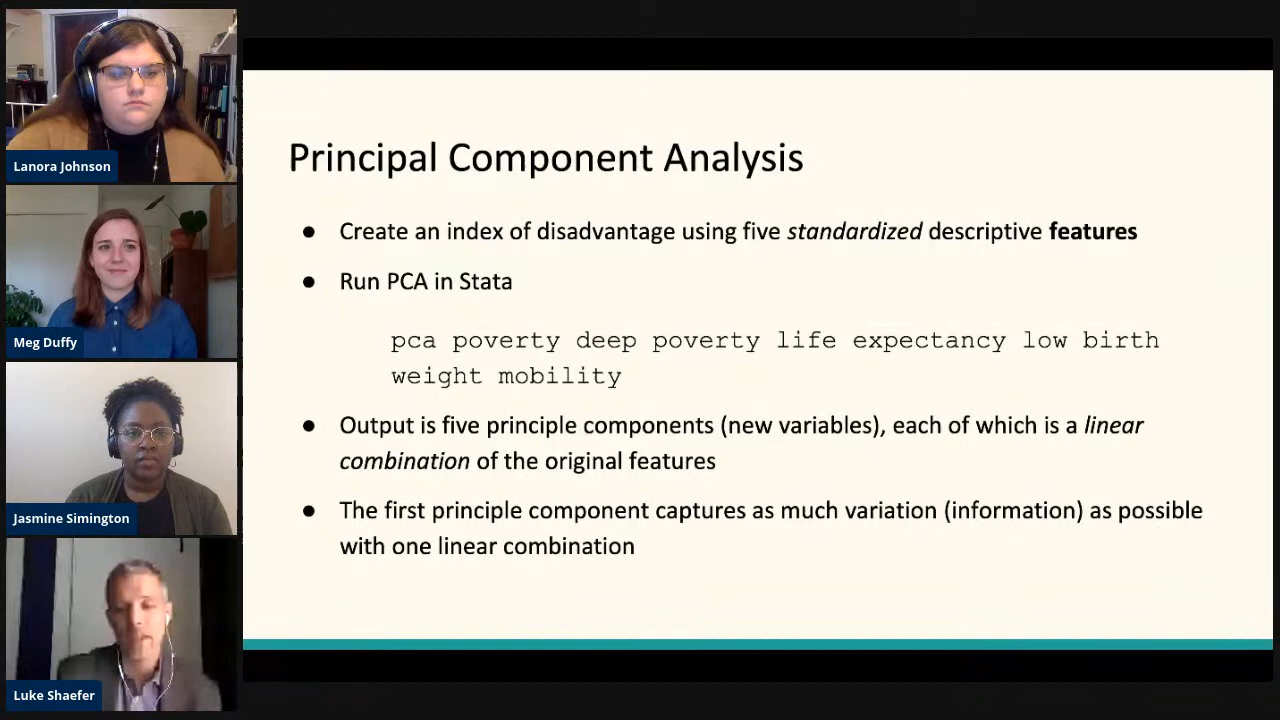 Lanora Johnson
Meg Duffy
Jasmine Simington
Luke Shaefer
Principal Component Analysis
● Create an index of disadvantage using five standardized descriptive features
● Run PCA in Stata
pca poverty deep poverty life expectancy low birth
weight mobility
● Output is five principle components (new variables), each of which is a linear
combination of the original features
● The first principle component captures as much variation (information) as possible
with one linear combination